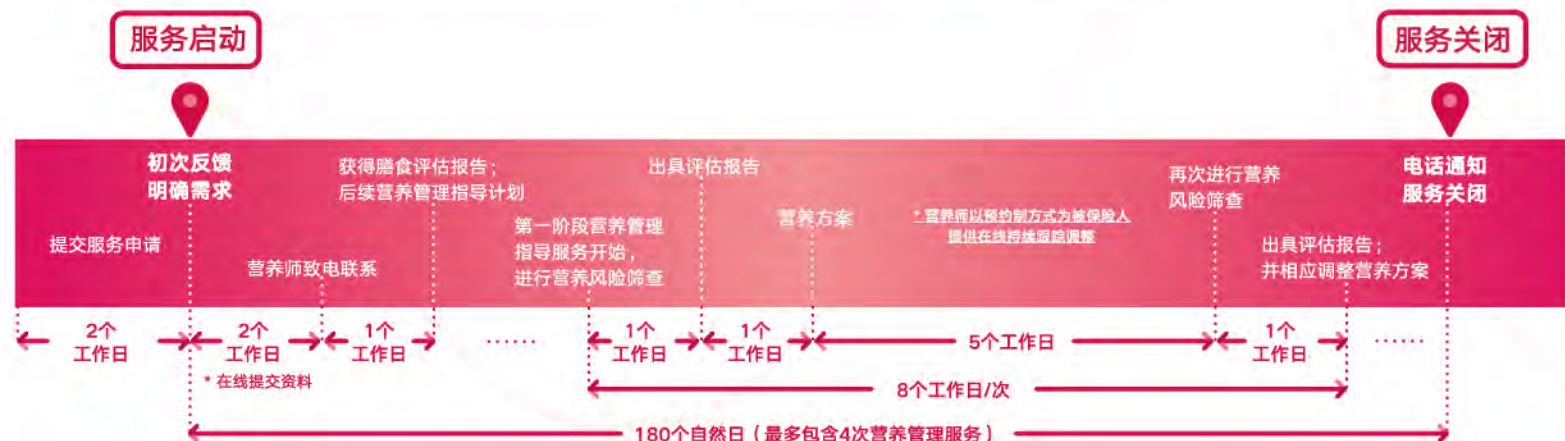 服务启动
服务关闭
初次反馈
明确需求
获得膳食评估报告；
后续营养管理指导计划
出具评估报告
再次进行营养
风险筛查
电话通知
服务关闭
提交服务申请
营养师致电联系
第一阶段营养管理
指导服务开始，
进行营养风险筛查
营养方案
* 营养师以预约制方式为被保险人
提供在线持续跟踪调整
出具评估报告；
并相应调整营养方案
2个
工作日
2个
工作日
* 在线提交资料
1个
工作日
······
1个
工作日
1个
工作日
5个工作日
1个
工作日
······
8个工作日/次
180个自然日（最多包含4次营养管理服务）